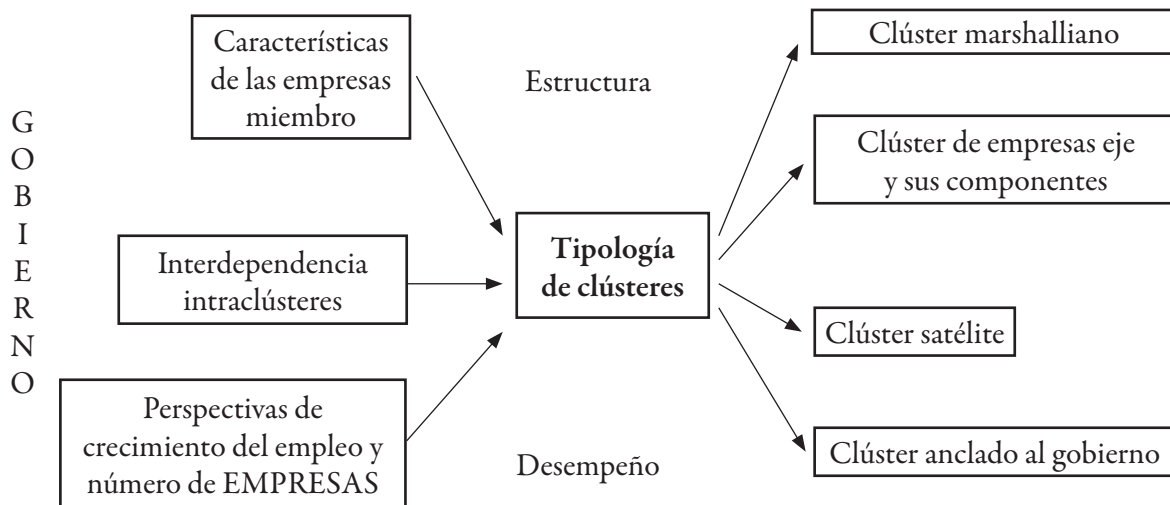 GOBIERNO
Características
de las empresas
miembro
Interdependencia
intraclústeres
Perspectivas de
crecimiento del empleo y
número de EMPRESAS
Estructura
Tipología
de clústeres
Desempeño
Clúster marshalliano
Clúster de empresas eje
y sus componentes
Clúster satélite
Clúster anclado al gobierno